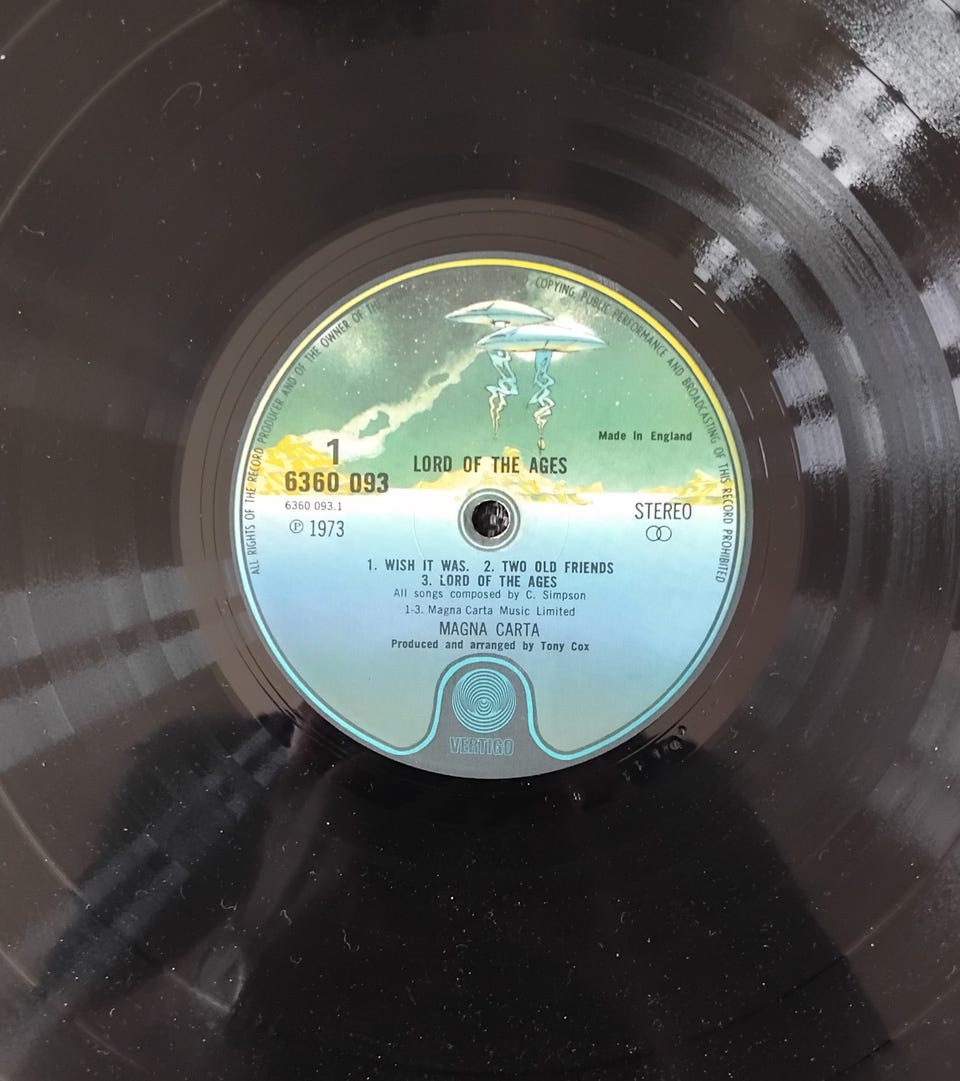 ALL RIGHTS OF THE RECORD PRODUCER AND OF THE OWNER OF THE
COPYING, PUBLIC PERFORMANCE AND BROADCASTING OF THIS RECORD PROHIBITED
Made in England
1
LORD OF THE AGES
6360 093
6360 093.1
STEREO
℗ 1973
1. WISH IT WAS. 2. TWO OLD FRIENDS
3. LORD OF THE AGES
All songs composed by C. Simpson
1-3. Magna Carta Music Limited
MAGNA CARTA
Produced and arranged by Tony Cox
VERTIGO